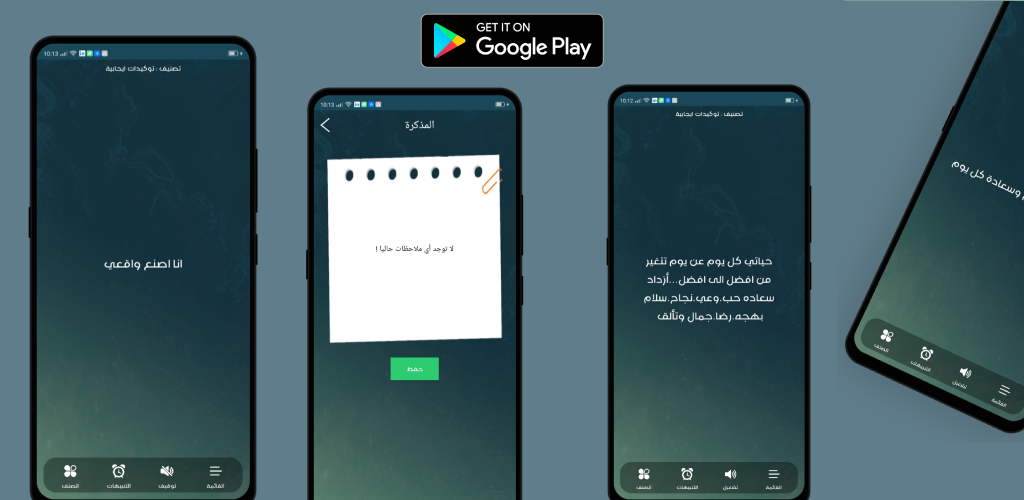 GET IT ON
Google Play
10:13
تصنيف : توكيدات ايجابية
انا اصنع واقعي
الصنف
التنبيهات
توقيف
القائمة
10:13
المذكرة
لا توجد أي ملاحظات حاليا !
حفظ
10:12
تصنيف : توكيدات ايجابية
حياتي كل يوم عن يوم تتغير
من افضل الى افضل...أزداد
سعاده حب.وعي.نجاح.سلام
بهجه.رضا.جمال وتألق
الصنف
التنبيهات
تشغيل
القائمة
وسعادة كل يوم
الصنف
التنبيهات
تشغيل
القائمة